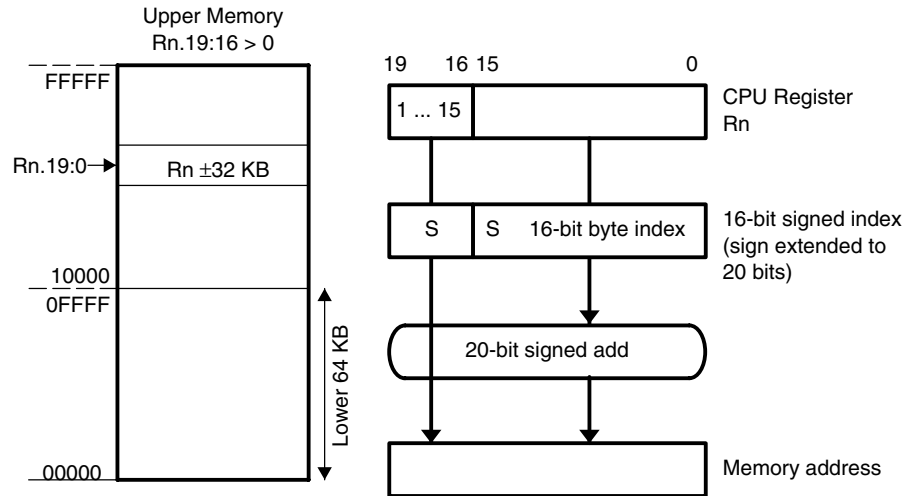 Upper Memory
Rn.19:16 > 0
FFFFF
Rn.19:0
Rn ±32 KB
10000
0FFFF
Lower 64 KB
00000
19 16 15 0
1 ... 15
CPU Register
Rn
S
S 16-bit byte index
16-bit signed index
(sign extended to
20 bits)
20-bit signed add
Memory address